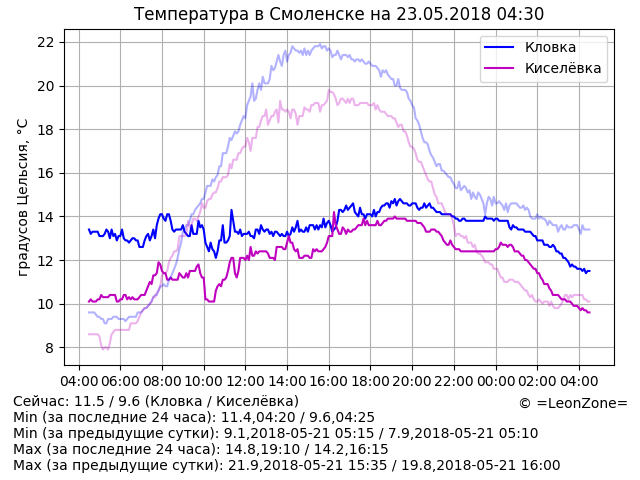 Температура в Смоленске на 23.05.2018 04:30
Кловка
Киселёвка
градусов Цельсия, °C
22
20
18
16
14
12
10
8
04:00 06:00 08:00 10:00 12:00 14:00 16:00 18:00 20:00 22:00 00:00 02:00 04:00
Сейчас: 11.5 / 9.6 (Кловка / Киселёвка)
© =LeonZone=
Min (за последние 24 часа): 11.4,04:20 / 9.6,04:25
Min (за предыдущие сутки): 9.1,2018-05-21 05:15 / 7.9,2018-05-21 05:10
Max (за последние 24 часа): 14.8,19:10 / 14.2,16:15
Max (за предыдущие сутки): 21.9,2018-05-21 15:35 / 19.8,2018-05-21 16:00